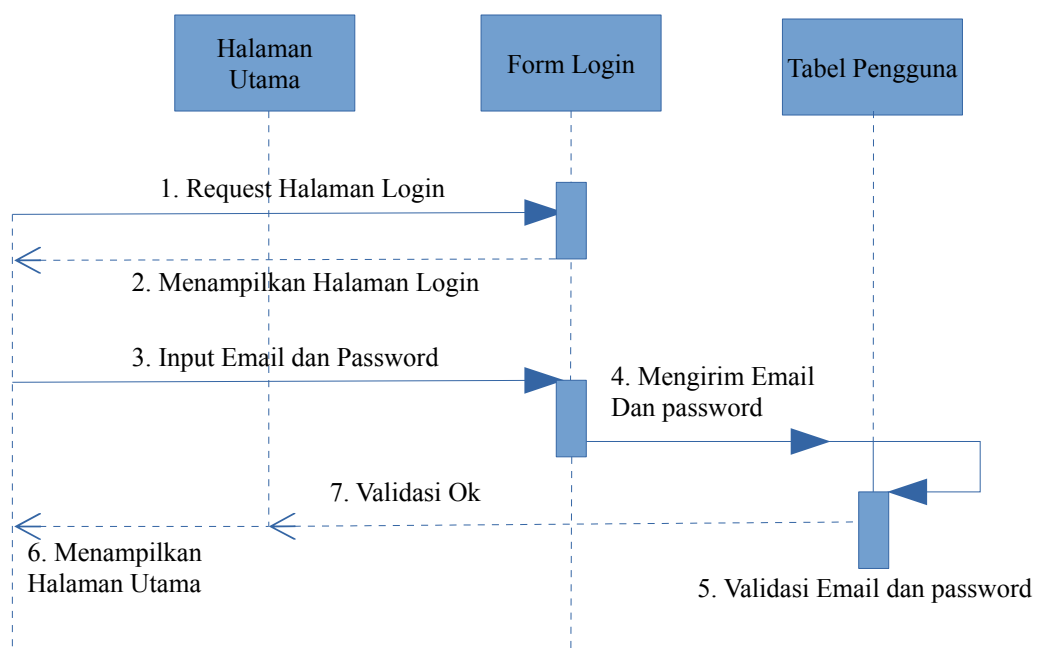 Halaman
Utama
Form Login
Tabel Pengguna
1. Request Halaman Login
2. Menampilkan Halaman Login
3. Input Email dan Password
4. Mengirim Email
Dan password
7. Validasi Ok
6. Menampilkan
Halaman Utama
5. Validasi Email dan password